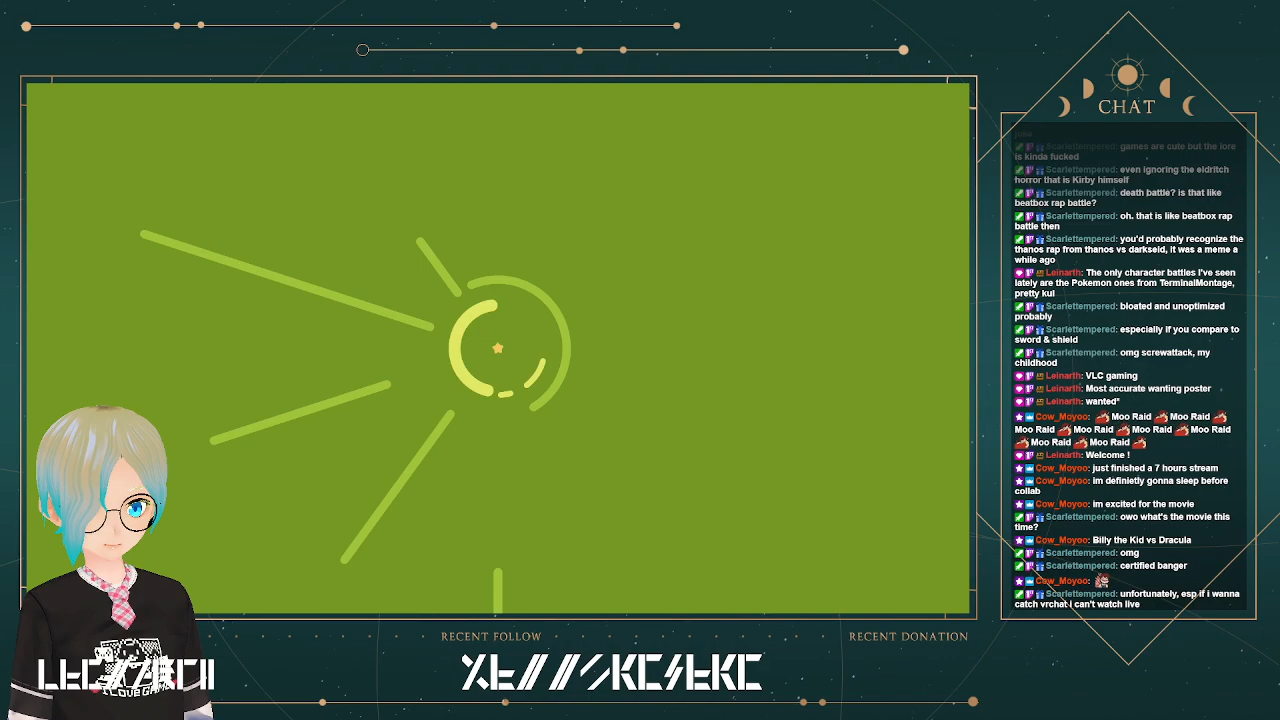 CHAT
joke
Scarlettempered: games are cute but the lore
is kinda fucked
Scarlettempered: even ignoring the eldritch
horror that is Kirby himself
Scarlettempered: death battle? is that like
beatbox rap battle?
Scarlettempered: oh. that is like beatbox rap
battle then
Scarlettempered: you'd probably recognize the
thanos rap from thanos vs darkseid, it was a meme a
while ago
Leinarth: The only character battles I've seen
lately are the Pokemon ones from TerminalMontage,
pretty kul
Scarlettempered: bloated and unoptimized
probably
Scarlettempered: especially if you compare to
sword & shield
Scarlettempered: omg screwattack, my
childhood
Leinarth: VLC gaming
Leinarth: Most accurate wanting poster
Leinarth: wanted*
Cow_Moyoo: Moo Raid Moo Raid
Moo Raid Moo Raid Moo Raid Moo Raid
Moo Raid Moo Raid
Leinarth: Welcome !
Cow_Moyoo: just finished a 7 hours stream
Cow_Moyoo: im definietly gonna sleep before
collab
Cow_Moyoo: im excited for the movie
Scarlettempered: owo what's the movie this
time?
Cow_Moyoo: Billy the Kid vs Dracula
Scarlettempered: omg
Scarlettempered: certified banger
Cow_Moyoo:
Scarlettempered: unfortunately, esp if i wanna
catch vrchat I can't watch live
RECENT FOLLOW
RECENT DONATION